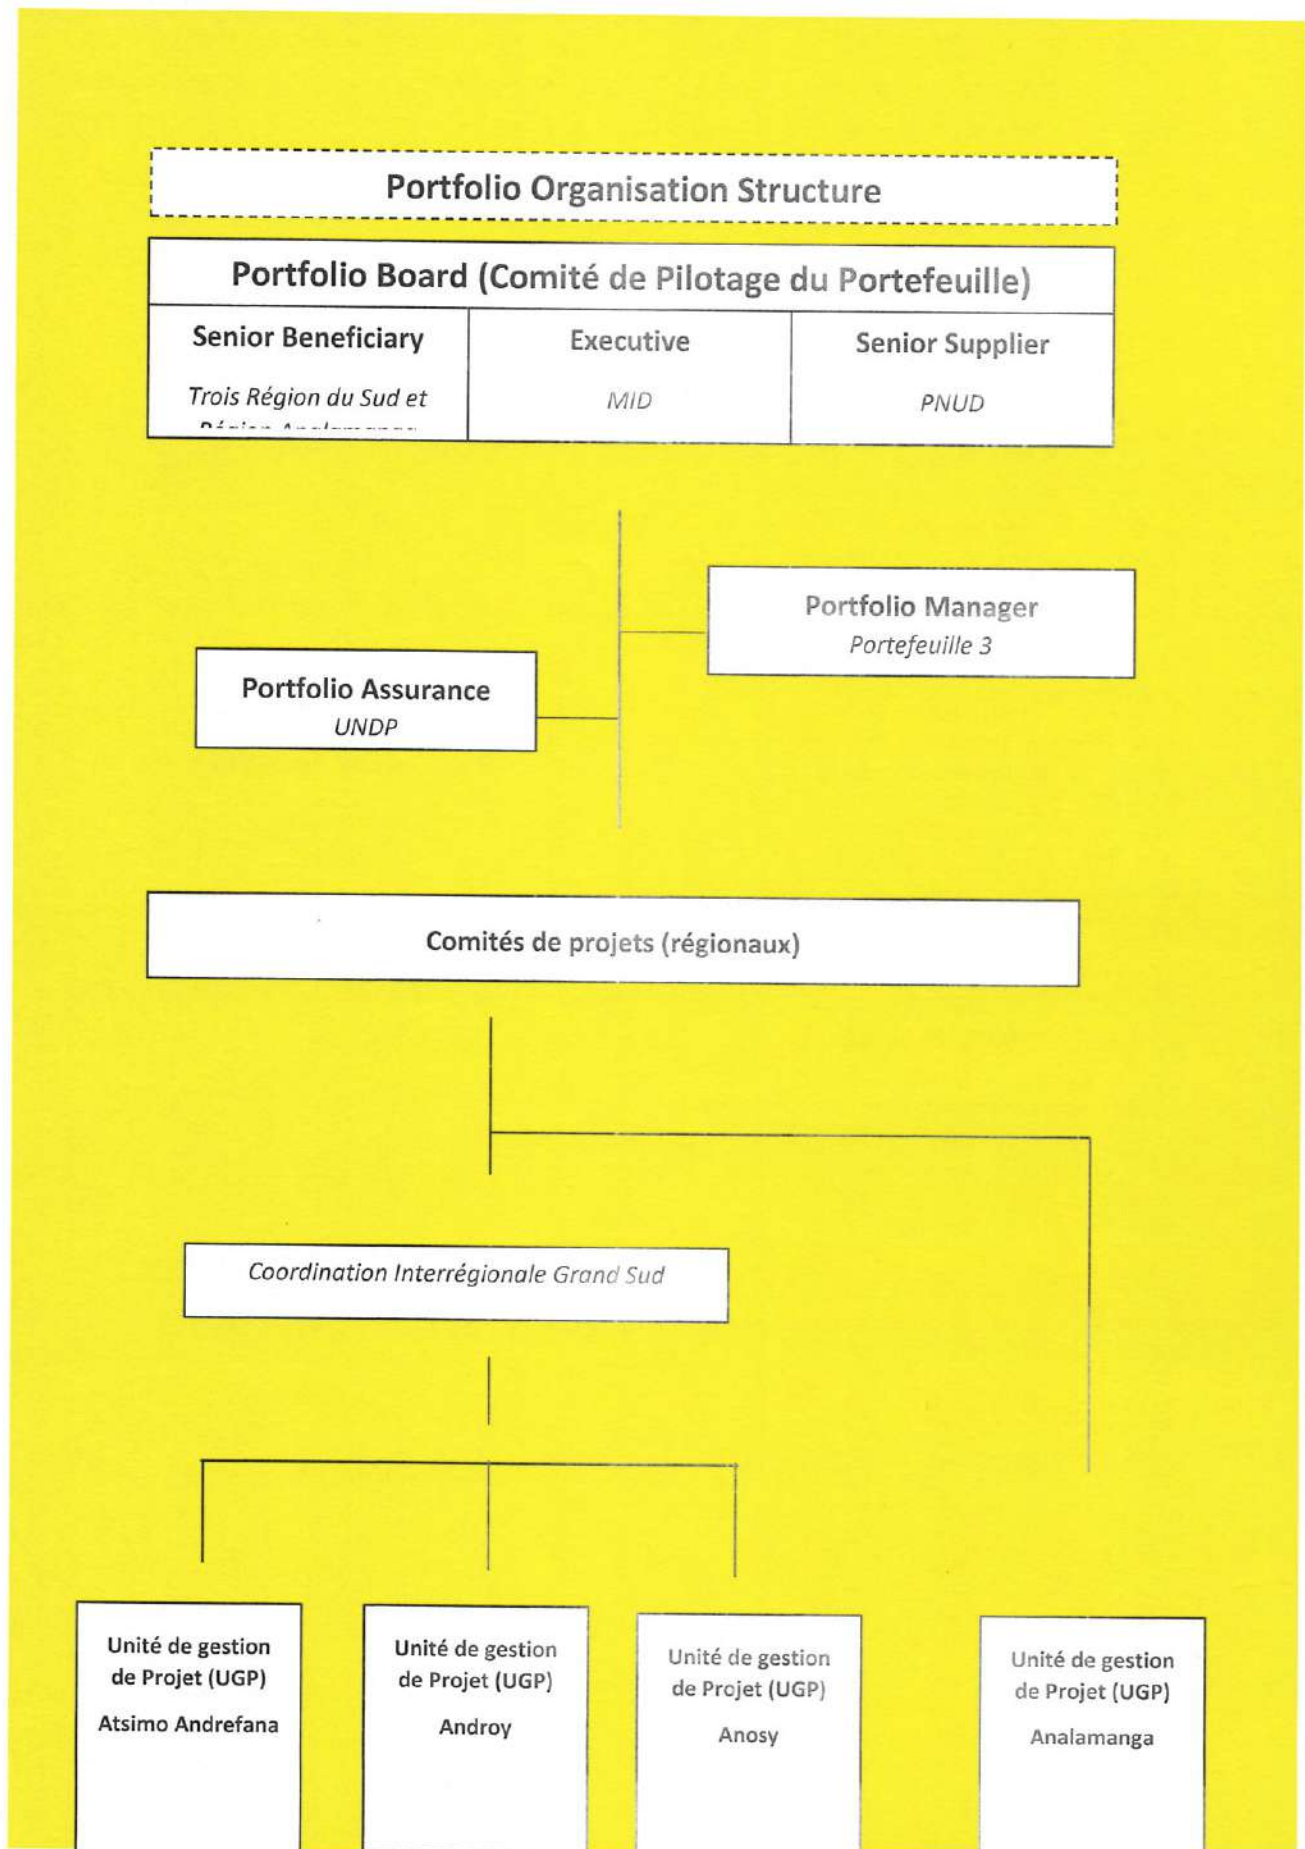 Portfolio Organisation Structure
Portfolio Board (Comité de Pilotage du Portefeuille)
Senior Beneficiary
Trois Région du Sud et
Région Analamanga
Executive
MID
Senior Supplier
PNUD
Portfolio Manager
Portefeuille 3
Portfolio Assurance
UNDP
Comités de projets (régionaux)
Coordination Interrégionale Grand Sud
Unité de gestion
de Projet (UGP)
Atsimo Andrefana
Unité de gestion
de Projet (UGP)
Androy
Unité de gestion
de Projet (UGP)
Anosy
Unité de gestion
de Projet (UGP)
Analamanga